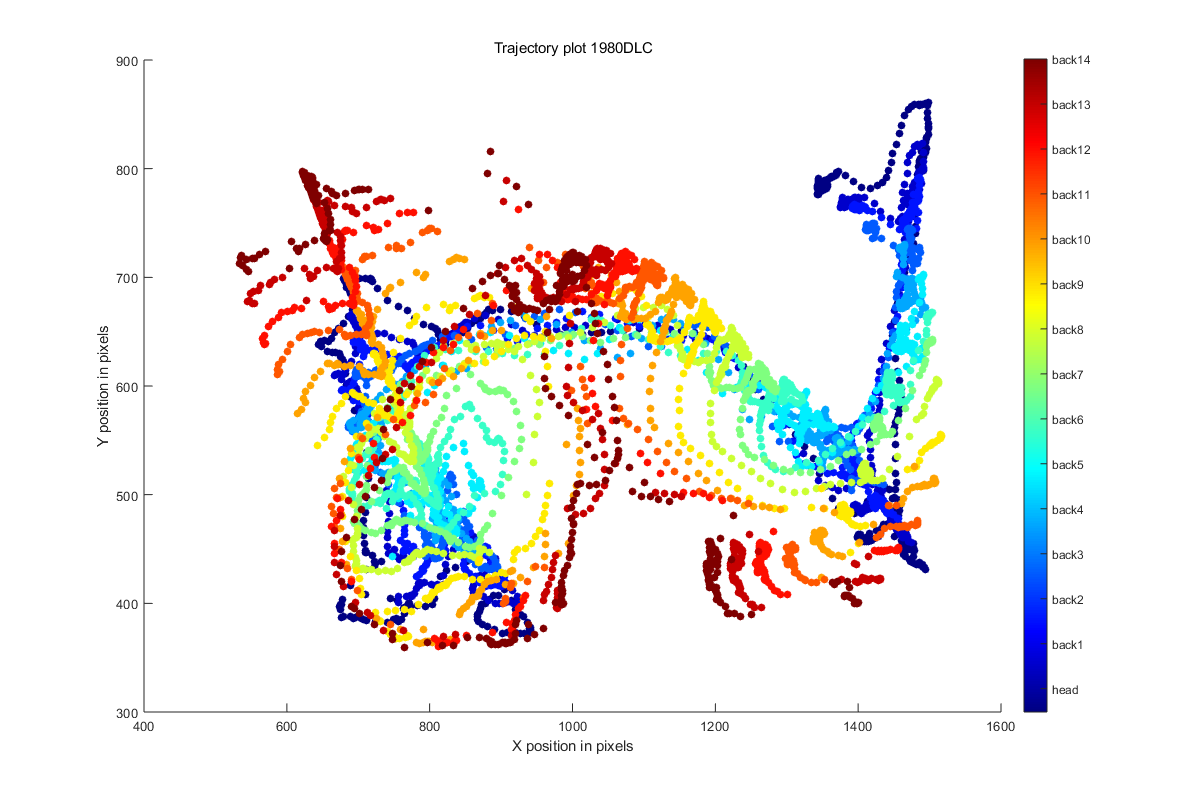 Trajectory plot 1980DLC
900
800
700
600
500
400
300
Y position in pixels
400
600
800
1000
1200
1400
1600
X position in pixels
back14
back13
back12
back11
back10
back9
back8
back7
back6
back5
back4
back3
back2
back1
head